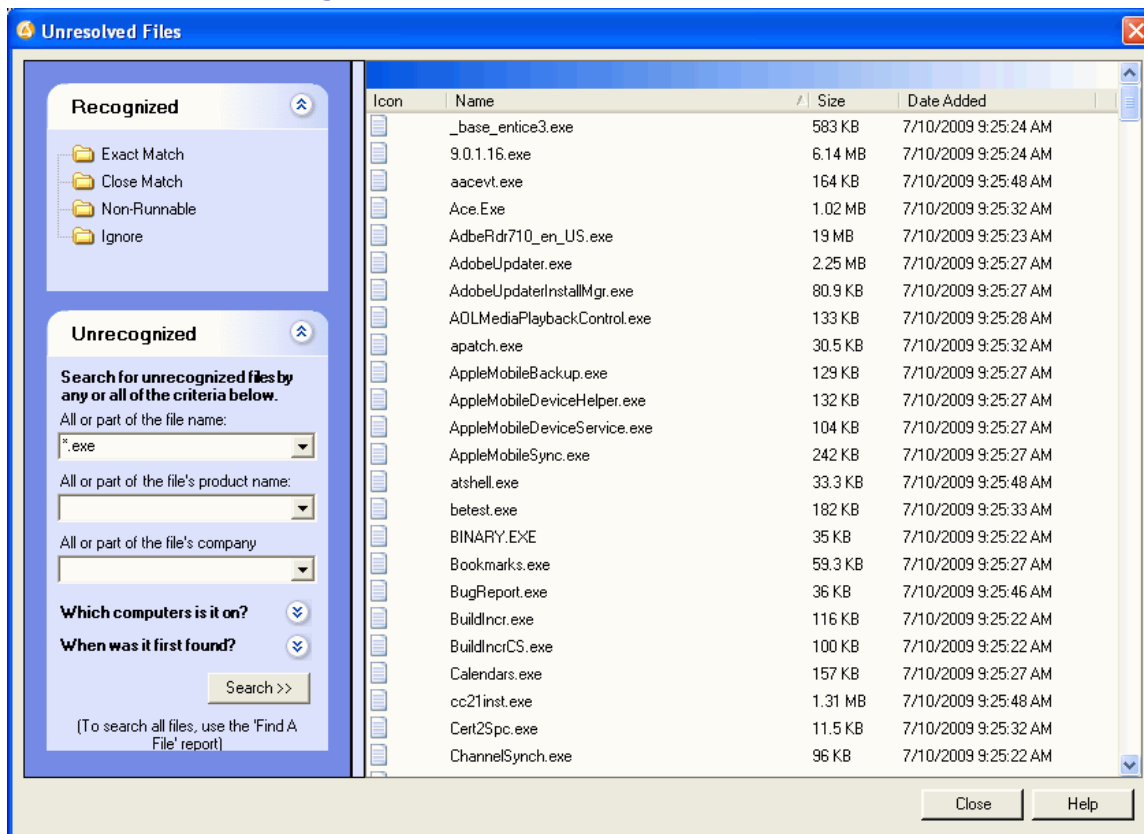 Unresolved Files
Recognized
Exact Match
Close Match
Non-Runnable
Ignore
Unrecognized
Search for unrecognized files by
any or all of the criteria below.
All or part of the file name:
*.exe
All or part of the file's product name:
All or part of the file's company
Which computers is it on?
When was it first found?
Search >>
(To search all files, use the 'Find A
File' report)
Icon Name Size Date Added
_base_entice3.exe 583 KB 7/10/2009 9:25:24 AM
9.0.1.16.exe 6.14 MB 7/10/2009 9:25:24 AM
aacevt.exe 164 KB 7/10/2009 9:25:48 AM
Ace.Exe 1.02 MB 7/10/2009 9:25:32 AM
AdbeRdr710_en_US.exe 19 MB 7/10/2009 9:25:23 AM
AdobeUpdater.exe 2.25 MB 7/10/2009 9:25:27 AM
AdobeUpdaterInstallMgr.exe 80.9 KB 7/10/2009 9:25:27 AM
AOLMediaPlaybackControl.exe 133 KB 7/10/2009 9:25:28 AM
apatch.exe 30.5 KB 7/10/2009 9:25:32 AM
AppleMobileBackup.exe 129 KB 7/10/2009 9:25:27 AM
AppleMobileDeviceHelper.exe 132 KB 7/10/2009 9:25:27 AM
AppleMobileDeviceService.exe 104 KB 7/10/2009 9:25:27 AM
AppleMobileSync.exe 242 KB 7/10/2009 9:25:27 AM
atshell.exe 33.3 KB 7/10/2009 9:25:48 AM
betest.exe 182 KB 7/10/2009 9:25:33 AM
BINARY.EXE 35 KB 7/10/2009 9:25:22 AM
Bookmarks.exe 59.3 KB 7/10/2009 9:25:27 AM
BugReport.exe 36 KB 7/10/2009 9:25:46 AM
BuildIncr.exe 116 KB 7/10/2009 9:25:22 AM
BuildIncrCS.exe 100 KB 7/10/2009 9:25:22 AM
Calendars.exe 157 KB 7/10/2009 9:25:27 AM
cc21inst.exe 1.31 MB 7/10/2009 9:25:48 AM
Cert2Spc.exe 11.5 KB 7/10/2009 9:25:32 AM
ChannelSynch.exe 96 KB 7/10/2009 9:25:22 AM
Close Help